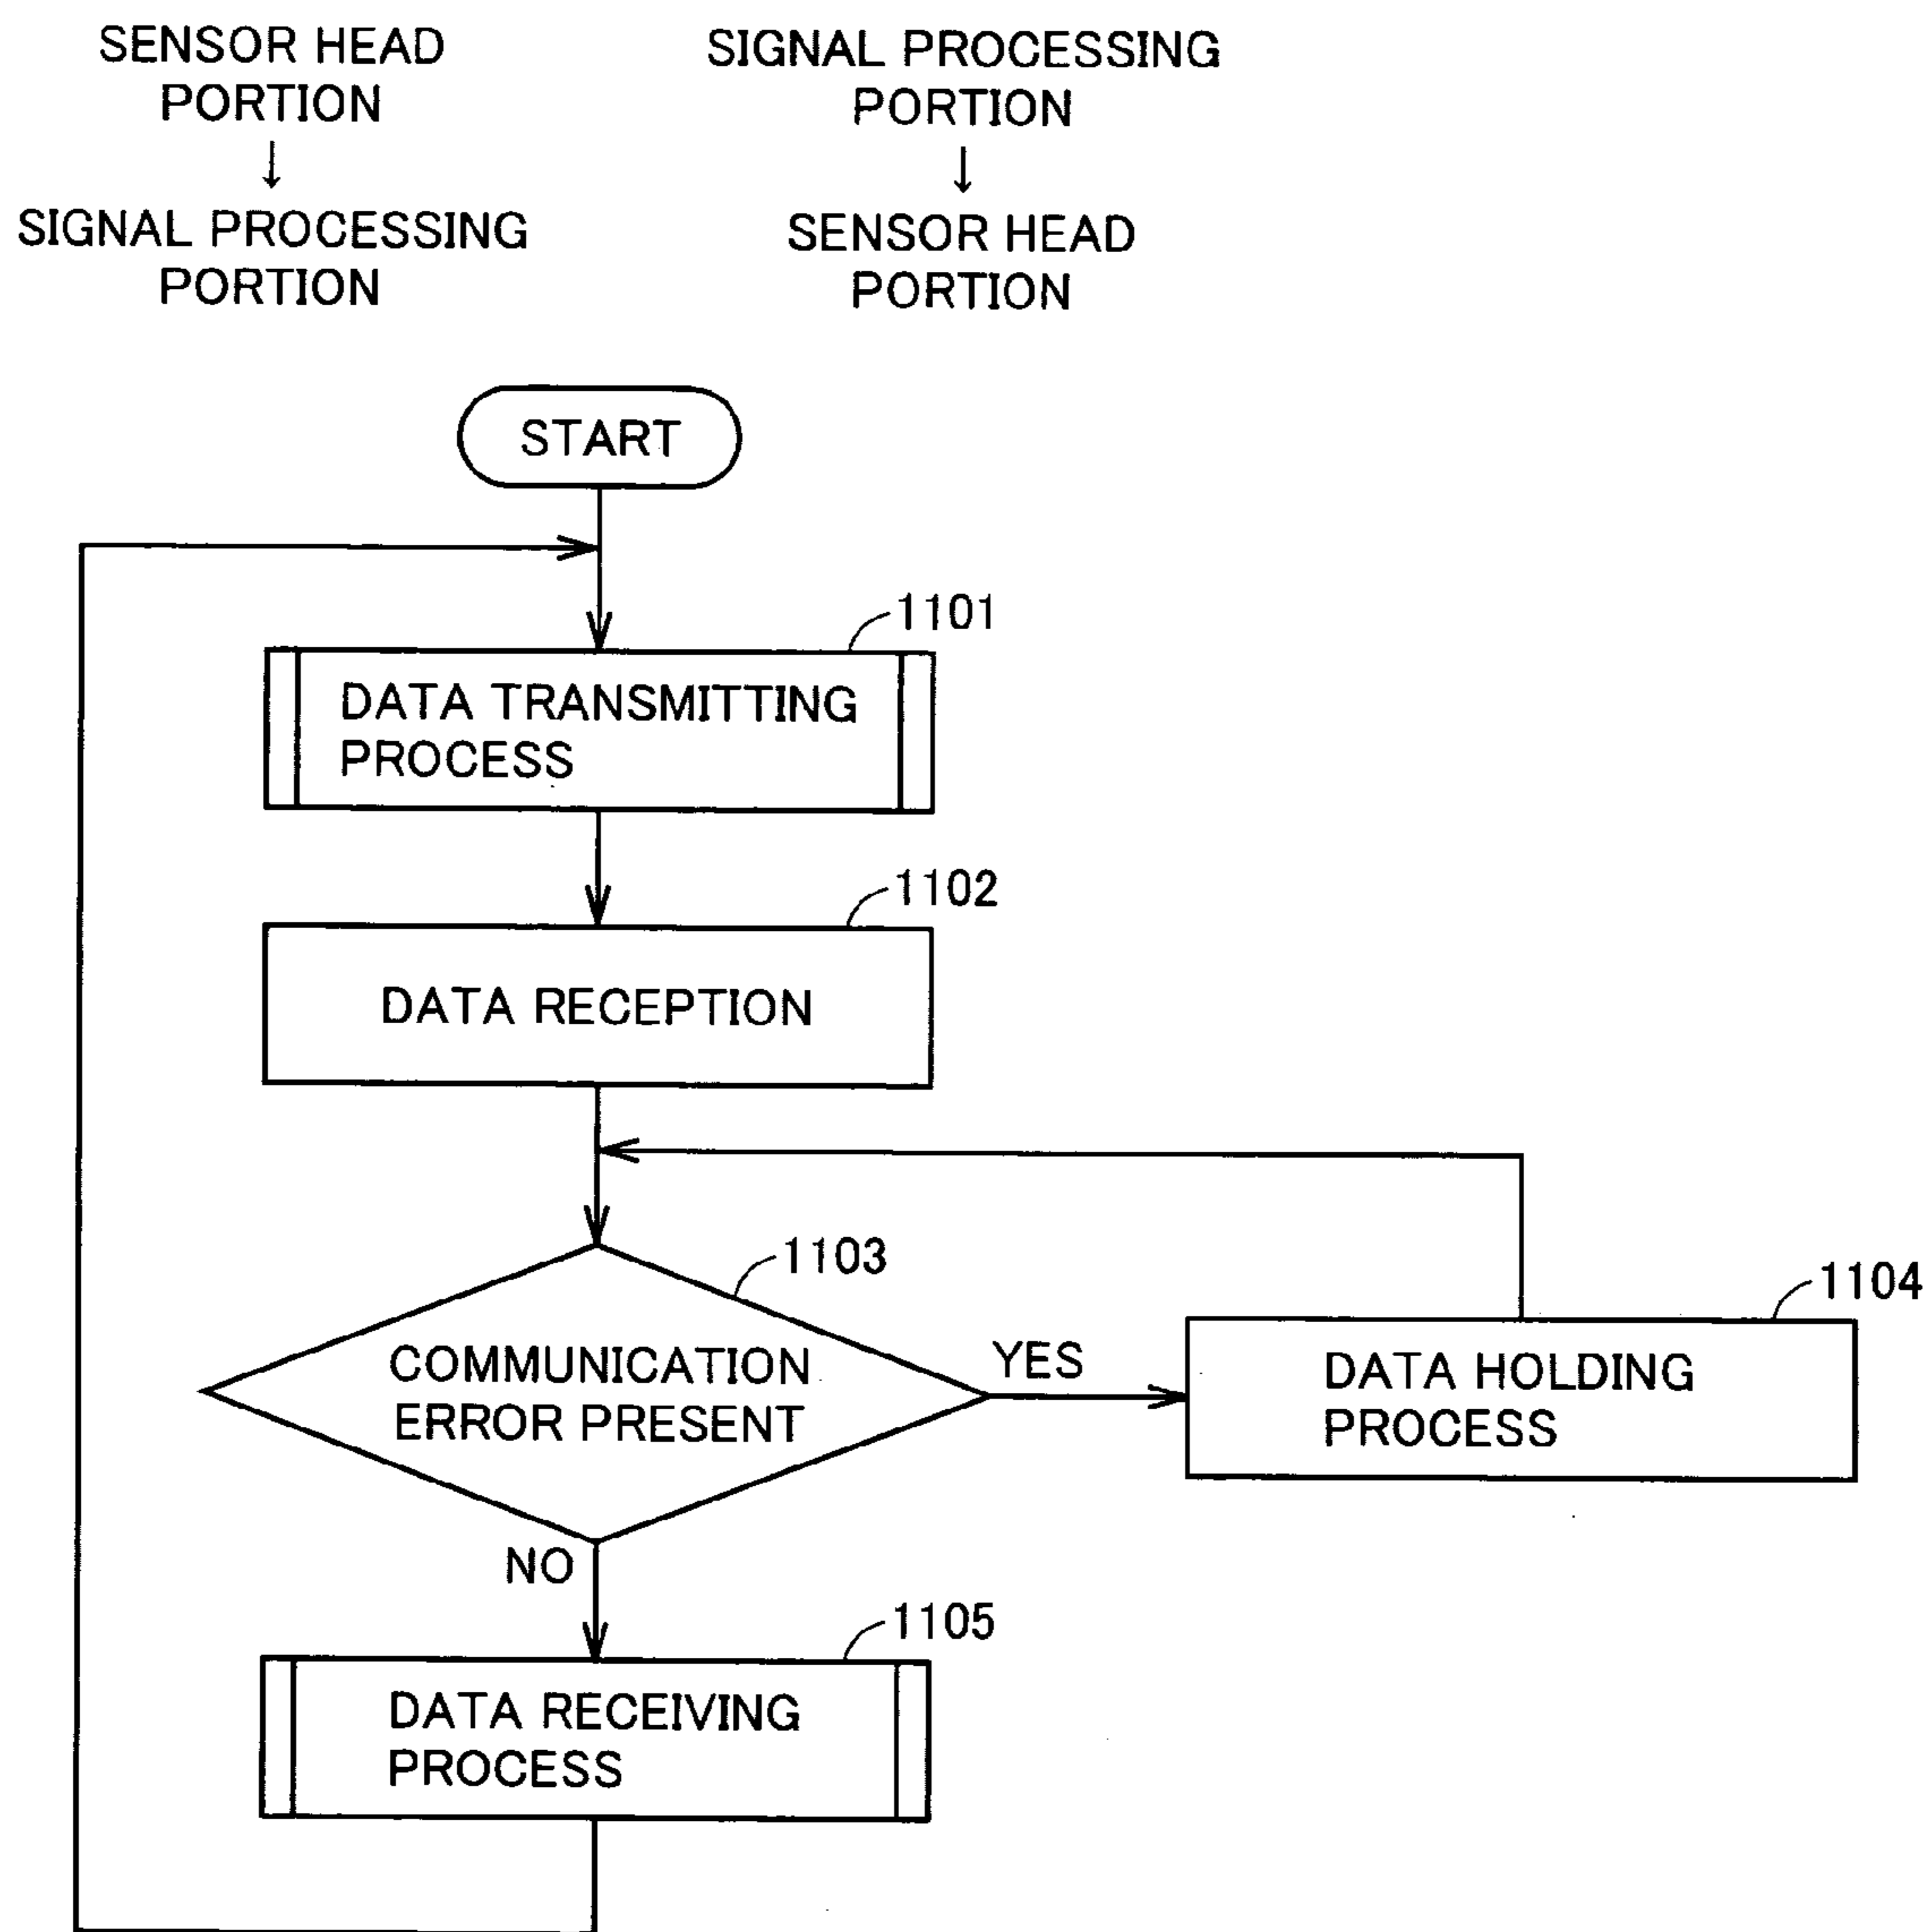 SENSOR HEAD
PORTION
↓
SIGNAL PROCESSING
PORTION
SIGNAL PROCESSING
PORTION
↓
SENSOR HEAD
PORTION
START
1101
DATA TRANSMITTING
PROCESS
1102
DATA RECEPTION
1103
COMMUNICATION
ERROR PRESENT
YES
1104
DATA HOLDING
PROCESS
NO
1105
DATA RECEIVING
PROCESS